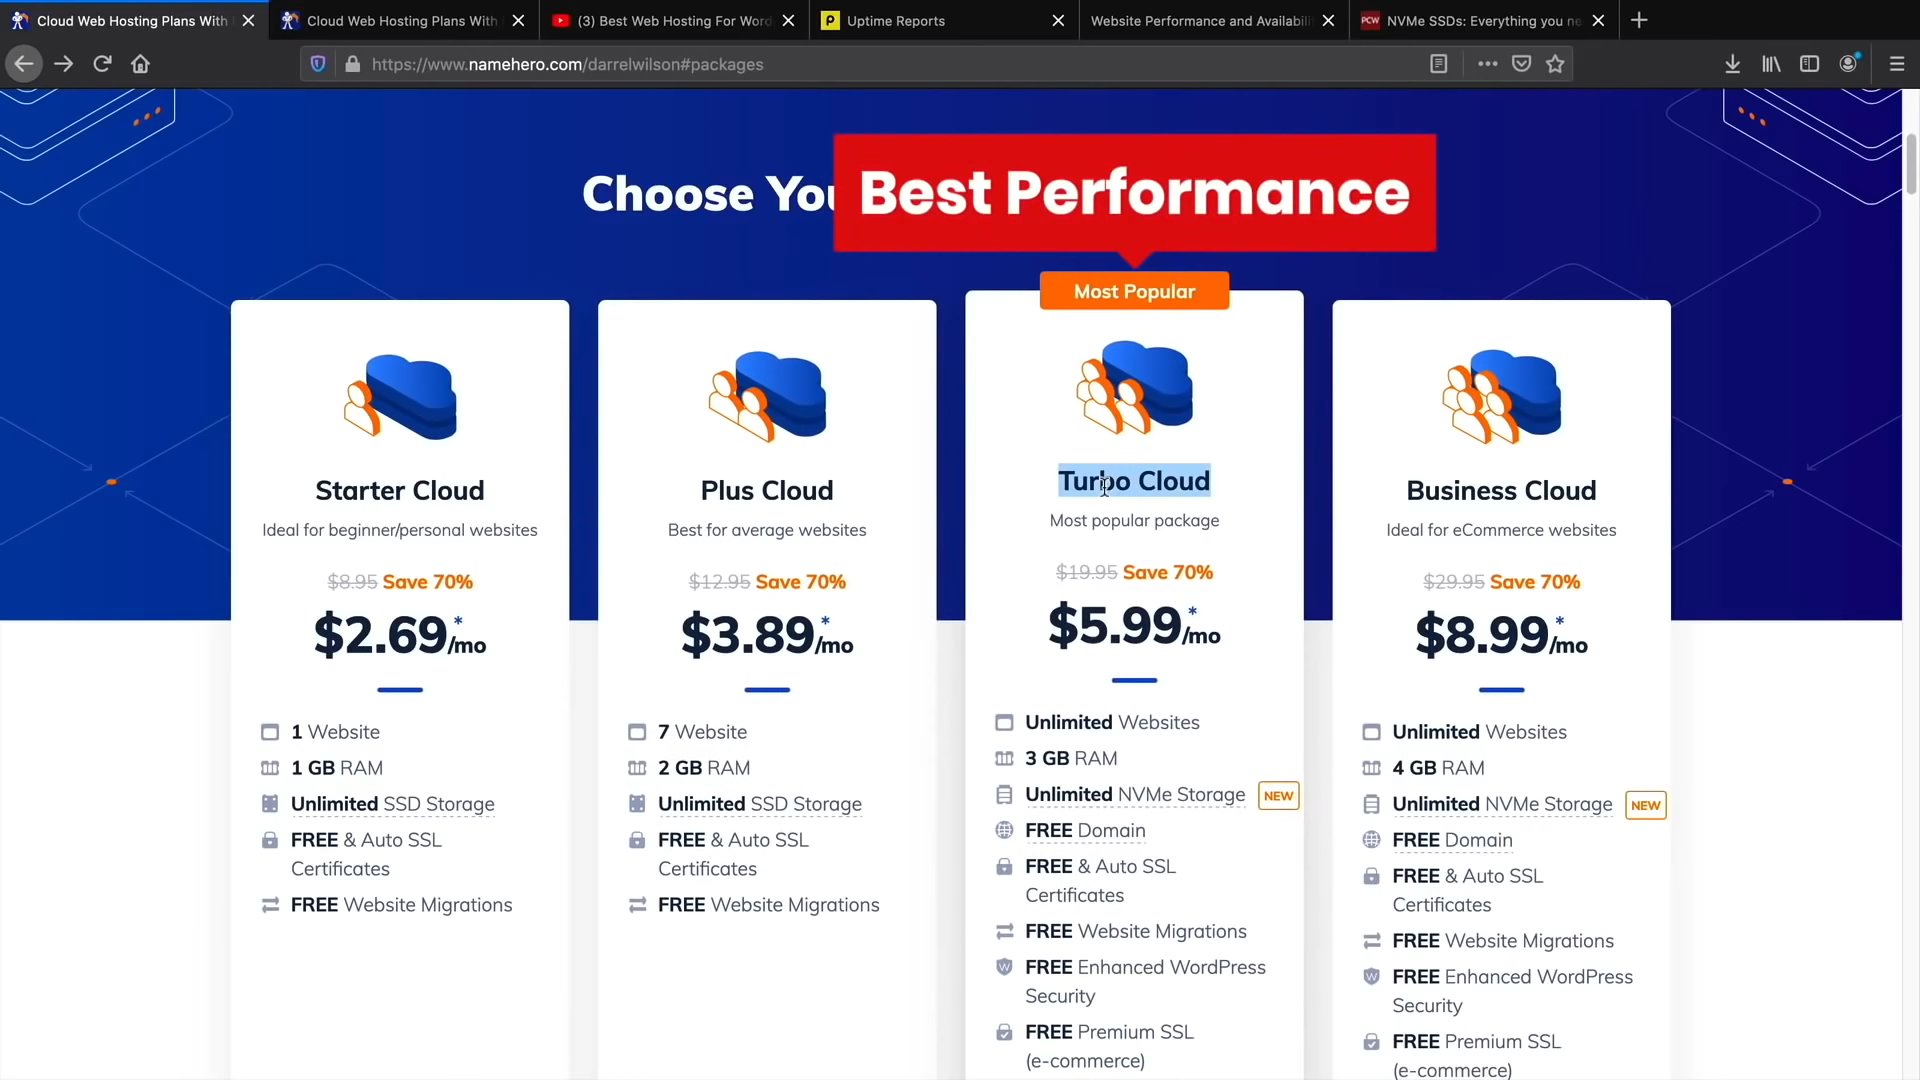 Cloud Web Hosting Plans With
Cloud Web Hosting Plans With
(3) Best Web Hosting For Word
Uptime Reports
Website Performance and Availabili
PCW NVMe SSDs: Everything you ne
https://www.namehero.com/darrelwilson#packages
Choose You
Best Performance
Starter Cloud
Ideal for beginner/personal websites
$8.95 Save 70%
$2.69*/mo
1 Website
1 GB RAM
Unlimited SSD Storage
FREE & Auto SSL
Certificates
FREE Website Migrations
Plus Cloud
Best for average websites
$12.95 Save 70%
$3.89*/mo
7 Website
2 GB RAM
Unlimited SSD Storage
FREE & Auto SSL
Certificates
FREE Website Migrations
Most Popular
Turbo Cloud
Most popular package
$19.95 Save 70%
$5.99*/mo
Unlimited Websites
3 GB RAM
Unlimited NVMe Storage NEW
FREE Domain
FREE & Auto SSL
Certificates
FREE Website Migrations
FREE Enhanced WordPress
Security
FREE Premium SSL
(e-commerce)
Business Cloud
Ideal for eCommerce websites
$29.95 Save 70%
$8.99*/mo
Unlimited Websites
4 GB RAM
Unlimited NVMe Storage NEW
FREE Domain
FREE & Auto SSL
Certificates
FREE Website Migrations
FREE Enhanced WordPress
Security
FREE Premium SSL
(e-commerce)